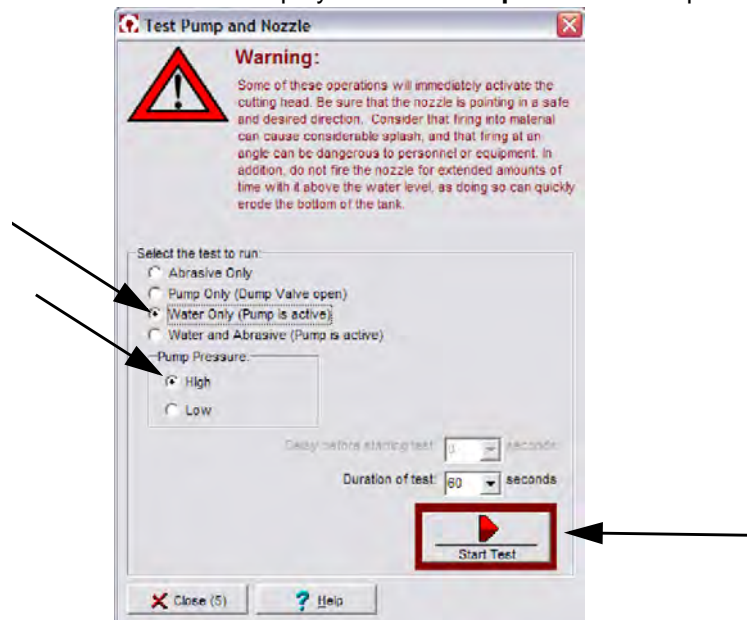 Test Pump and Nozzle
Warning:
Some of these operations will immediately activate the
cutting head. Be sure that the nozzle is pointing in a safe
and desired direction. Consider that firing into material
can cause considerable splash, and that firing at an
angle can be dangerous to personnel or equipment. In
addition, do not fire the nozzle for extended amounts of
time with it above the water level, as doing so can quickly
erode the bottom of the tank.
Select the test to run:
Abrasive Only
Pump Only (Dump Valve open)
Water Only (Pump is active)
Water and Abrasive (Pump is active)
Pump Pressure:
High
Low
Delay before starting test: seconds
Duration of test: 60 seconds
Start Test
Close (5)
Help